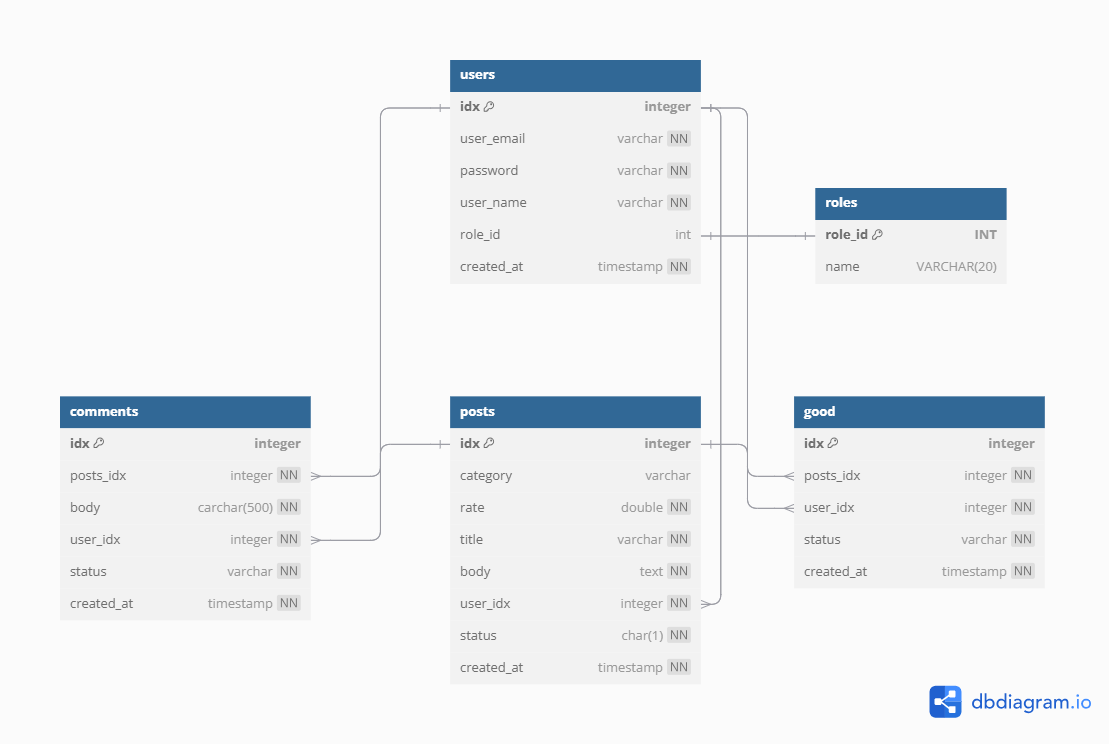 users
idx integer
user_email varchar NN
password varchar NN
user_name varchar NN
role_id int
created_at timestamp NN
roles
role_id INT
name VARCHAR(20)
comments
idx integer
posts_idx integer NN
body carchar(500) NN
user_idx integer NN
status varchar NN
created_at timestamp NN
posts
idx integer
category varchar
rate double NN
title varchar NN
body text NN
user_idx integer NN
status char(1) NN
created_at timestamp NN
good
idx integer
posts_idx integer NN
user_idx integer NN
status varchar NN
created_at timestamp NN
dbdiagram.io